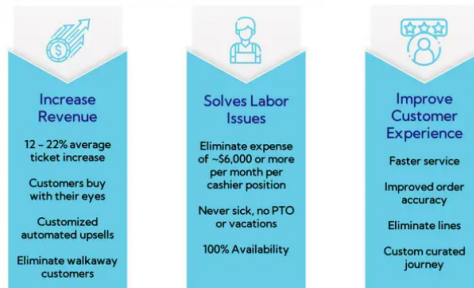 Increase
Revenue
12 – 22% average
ticket increase
Customers buy
with their eyes
Customized
automated upsells
Eliminate walkaway
customers
Solves Labor
Issues
Eliminate expense
of ~$6,000 or more
per month per
cashier position
Never sick, no PTO
or vacations
100% Availability
Improve
Customer
Experience
Faster service
Improved order
accuracy
Eliminate lines
Custom curated
journey